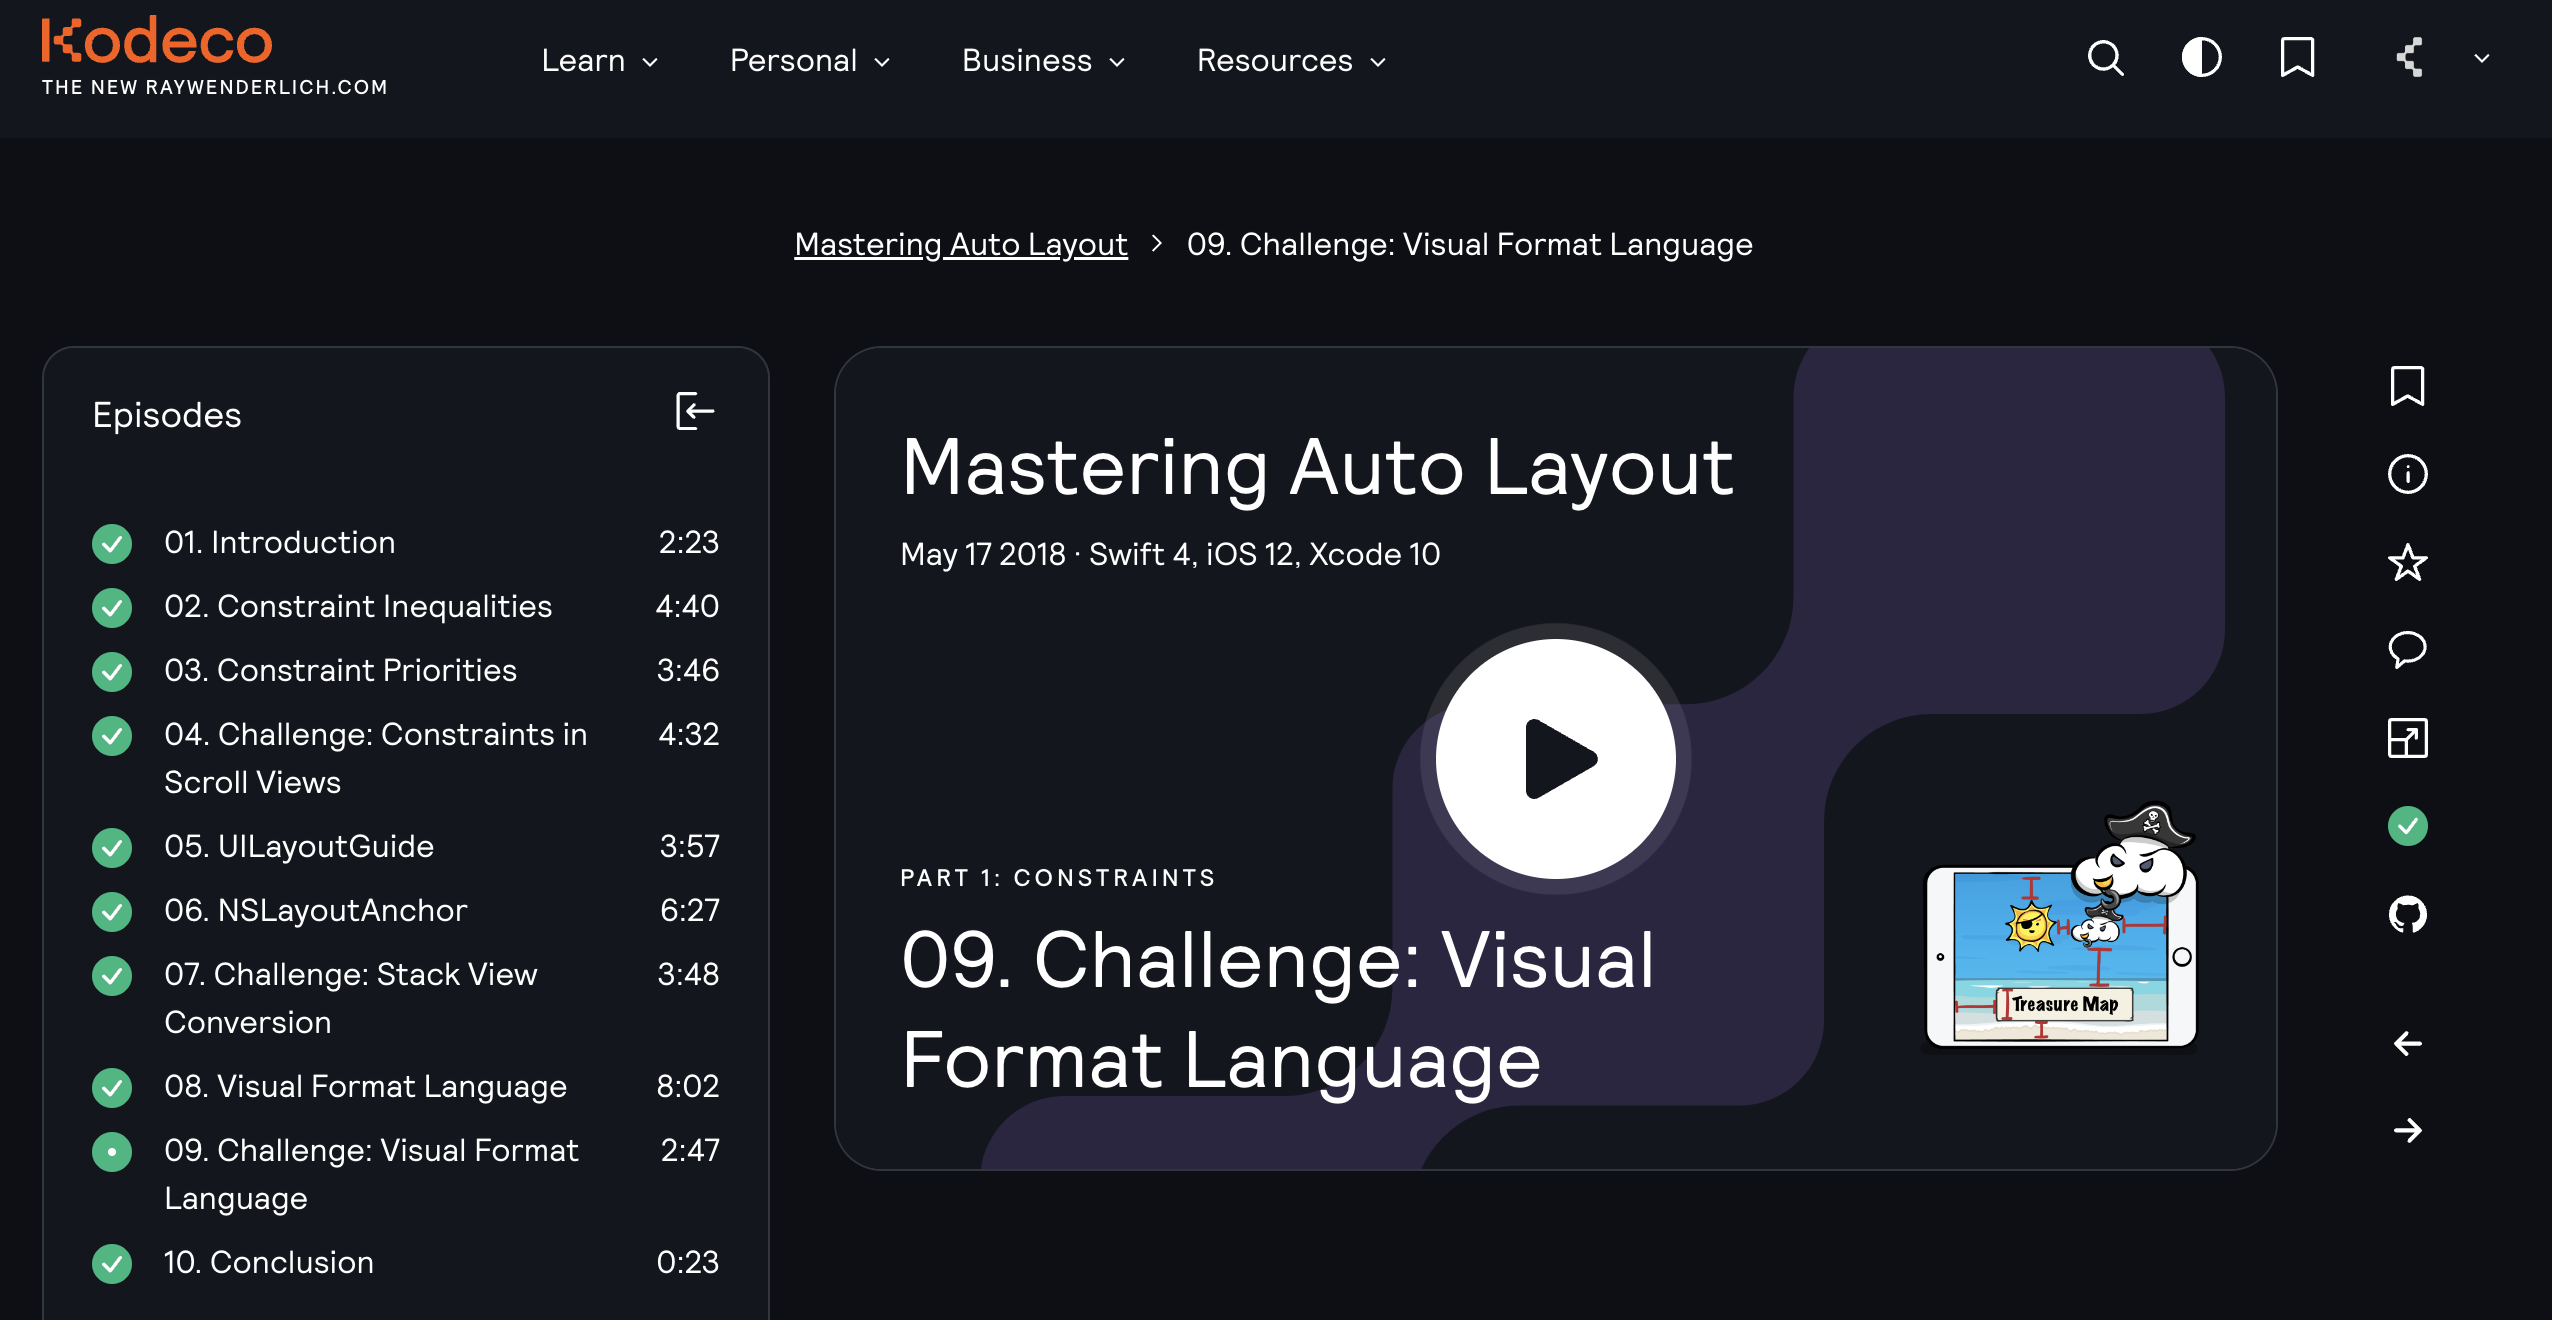 Kodeco
THE NEW RAYWENDERLICH.COM
Learn
Personal
Business
Resources
Mastering Auto Layout > 09. Challenge: Visual Format Language
Episodes
01. Introduction 2:23
02. Constraint Inequalities 4:40
03. Constraint Priorities 3:46
04. Challenge: Constraints in 4:32
Scroll Views
05. UILayoutGuide 3:57
06. NSLayoutAnchor 6:27
07. Challenge: Stack View 3:48
Conversion
08. Visual Format Language 8:02
09. Challenge: Visual Format 2:47
Language
10. Conclusion 0:23
Mastering Auto Layout
May 17 2018 · Swift 4, iOS 12, Xcode 10
PART 1: CONSTRAINTS
09. Challenge: Visual
Format Language
Treasure Map